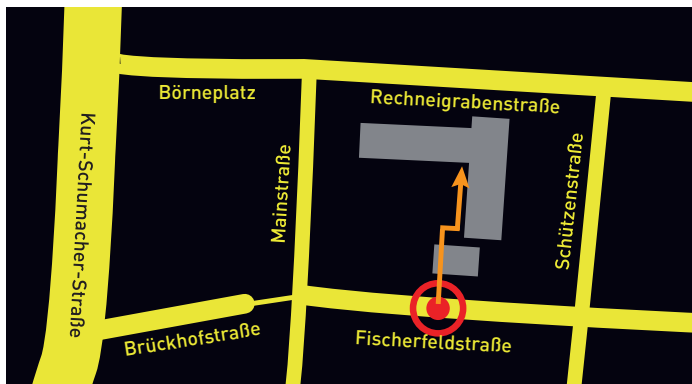 Börneplatz
Rechneigrabenstraße
Kurt-Schumacher-Straße
Mainstraße
Schützenstraße
Brückhofstraße
Fischerfeldstraße